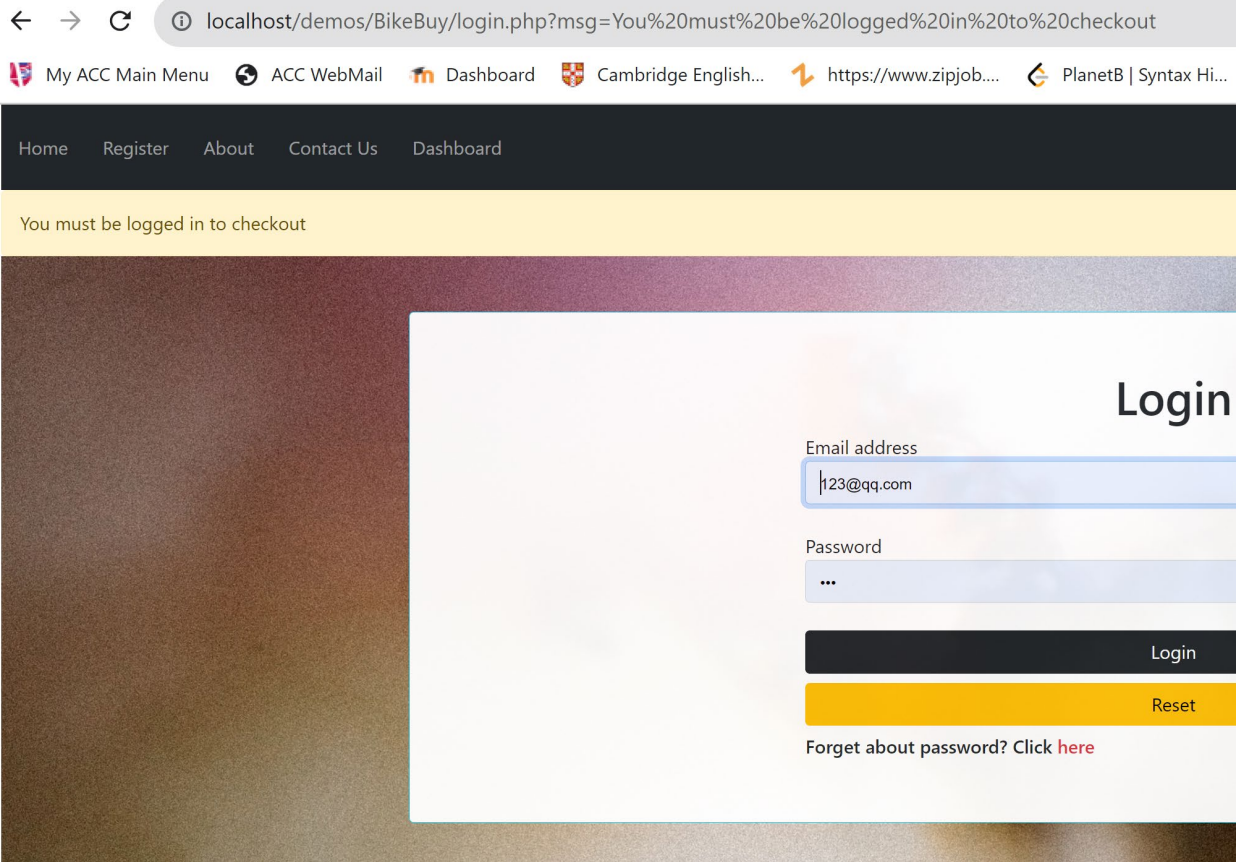 localhost/demos/BikeBuy/login.php?msg=You%20must%20be%20logged%20in%20to%20checkout
My ACC Main Menu ACC WebMail Dashboard Cambridge English... https://www.zipjob.... PlanetB | Syntax Hi...
Home Register About Contact Us Dashboard
You must be logged in to checkout
Login
Email address
123@qq.com
Password
•••
Login
Reset
Forget about password? Click here